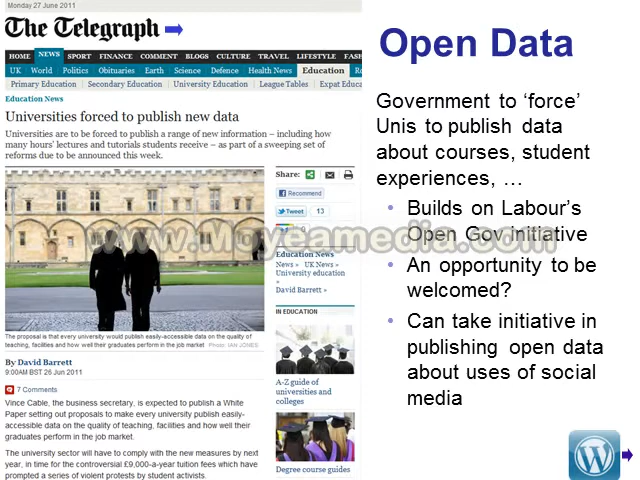 Monday 27 June 2011
The Telegraph
HOME NEWS SPORT FINANCE COMMENT BLOGS CULTURE TRAVEL LIFESTYLE FASH
UK World Politics Obituaries Earth Science Defence Health News Education Ro
Primary Education Secondary Education University Education League Tables Expat Educa
Education News
Universities forced to publish new data
Universities are to be forced to publish a range of new information – including how
many hours' lectures and tutorials students receive – as part of a sweeping set of
reforms due to be announced this week.
The proposal is that every university would publish easily-accessible data on the quality of
teaching, facilities and how well their graduates perform in the job market Photo: IAN JONES
By David Barrett
9:00AM BST 26 Jun 2011
7 Comments
Vince Cable, the business secretary, is expected to publish a White
Paper setting out proposals to make every university publish easily-
accessible data on the quality of teaching, facilities and how well their
graduates perform in the job market.
The university sector will have to comply with the new measures by next
year, in time for the controversial £9,000-a-year tuition fees which have
prompted a series of violent protests by student activists.
Share:
Recommend
Tweet 13
0
Education News
News » UK News »
University education
»
David Barrett »
IN EDUCATION
A-Z guide of
universities and
colleges
Degree course guides
Open Data
Government to ‘force’
Unis to publish data
about courses, student
experiences, …
• Builds on Labour’s
Open Gov initiative
• An opportunity to be
welcomed?
• Can take initiative in
publishing open data
about uses of social
media
www.Moveamedia.com